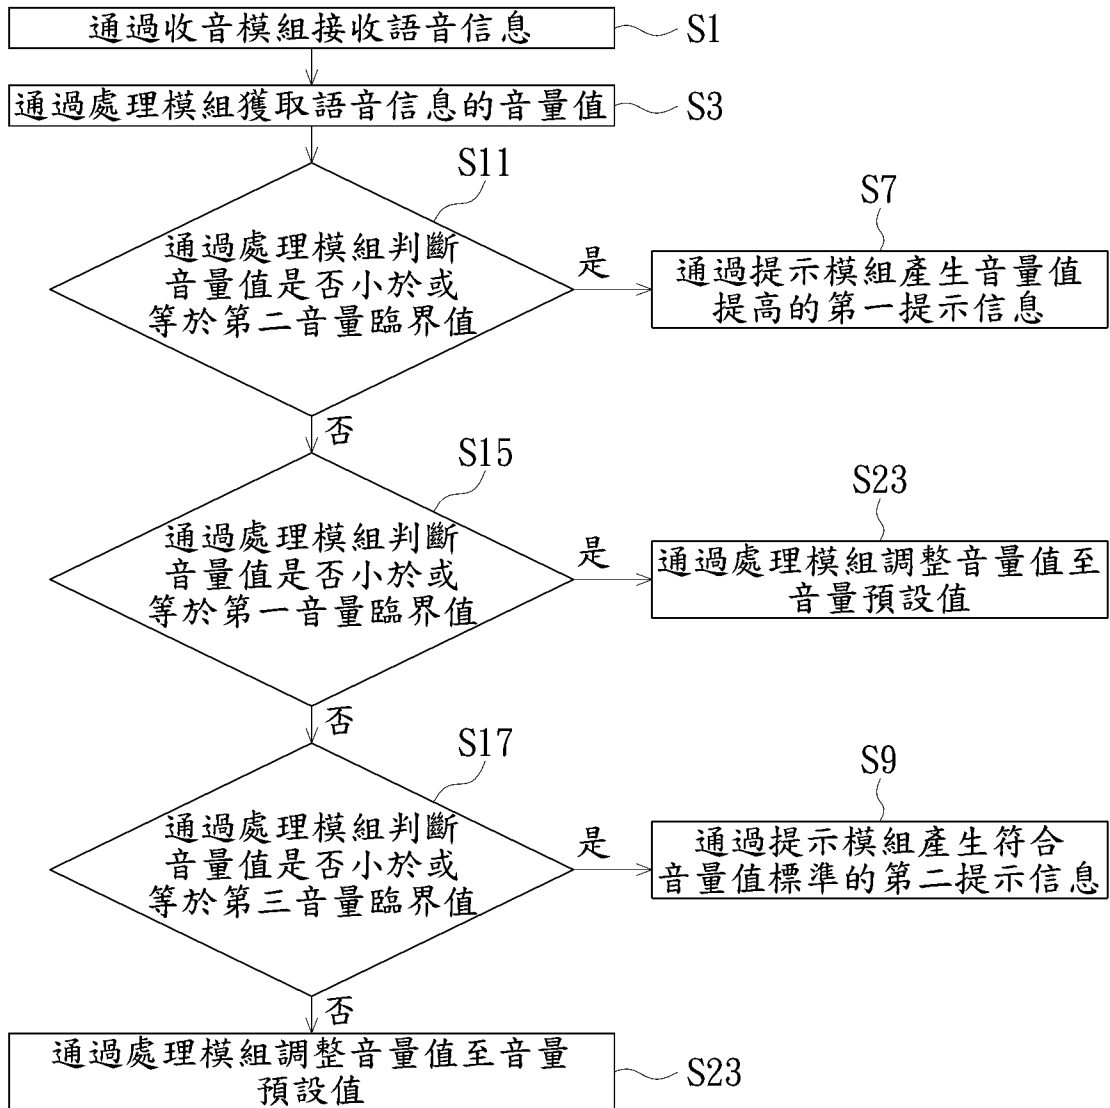 通過收音模組接收語音信息
S1
通過處理模組獲取語音信息的音量值
S3
S11
通過處理模組判斷
音量值是否小於或
等於第二音量臨界值
是
S7
通過提示模組產生音量值
提高的第一提示信息
否
S15
通過處理模組判斷
音量值是否小於或
等於第一音量臨界值
是
S23
通過處理模組調整音量值至
音量預設值
否
S17
通過處理模組判斷
音量值是否小於或
等於第三音量臨界值
是
S9
通過提示模組產生符合
音量值標準的第二提示信息
否
通過處理模組調整音量值至音量
預設值
S23